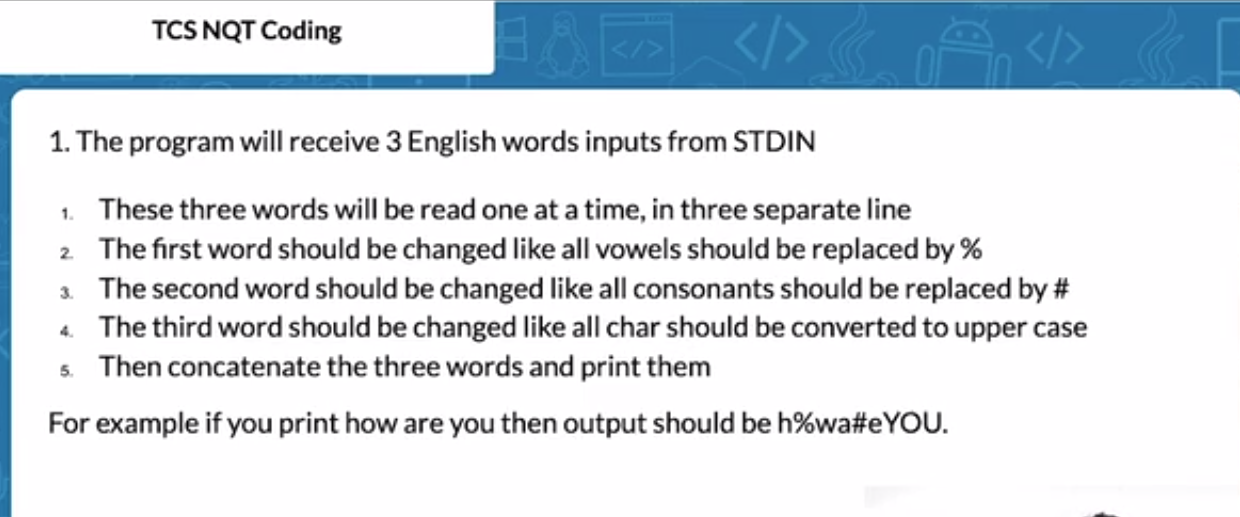 TCS NQT Coding
</>
</>
</>
1. The program will receive 3 English words inputs from STDIN
1. These three words will be read one at a time, in three separate line
2. The first word should be changed like all vowels should be replaced by %
3. The second word should be changed like all consonants should be replaced by #
4. The third word should be changed like all char should be converted to upper case
5. Then concatenate the three words and print them
For example if you print how are you then output should be h%wa#eYOU.